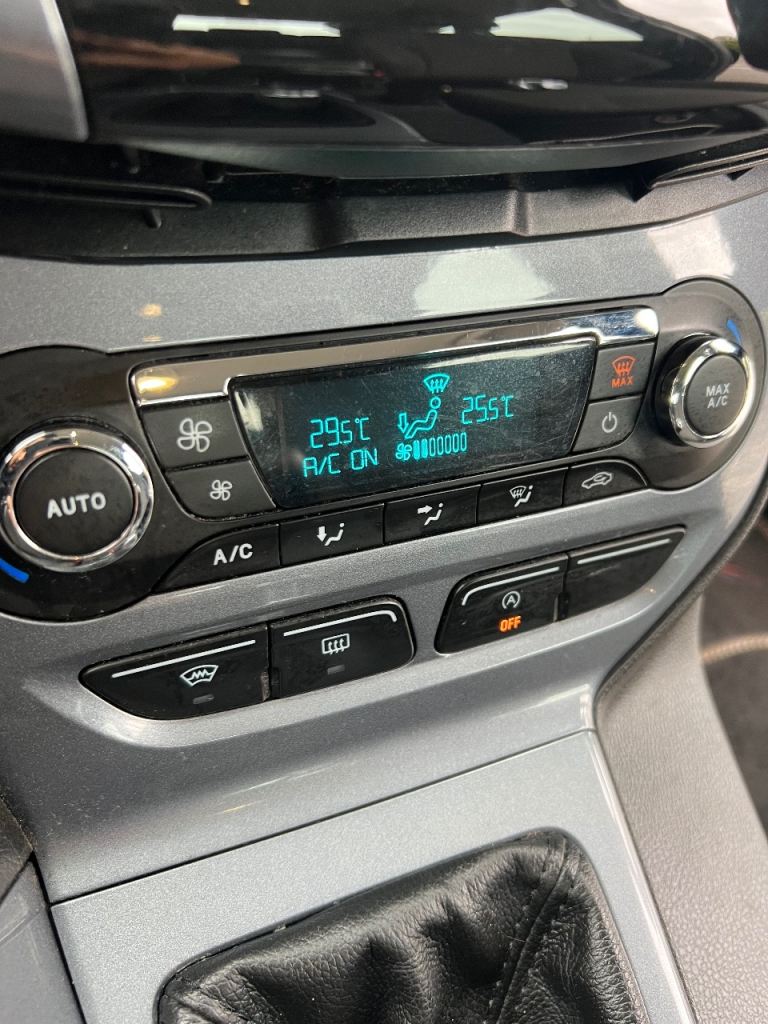 MAX
29.5°C 25.5°C
MAX
A/C
A/C ON
AUTO
A/C
A
OFF